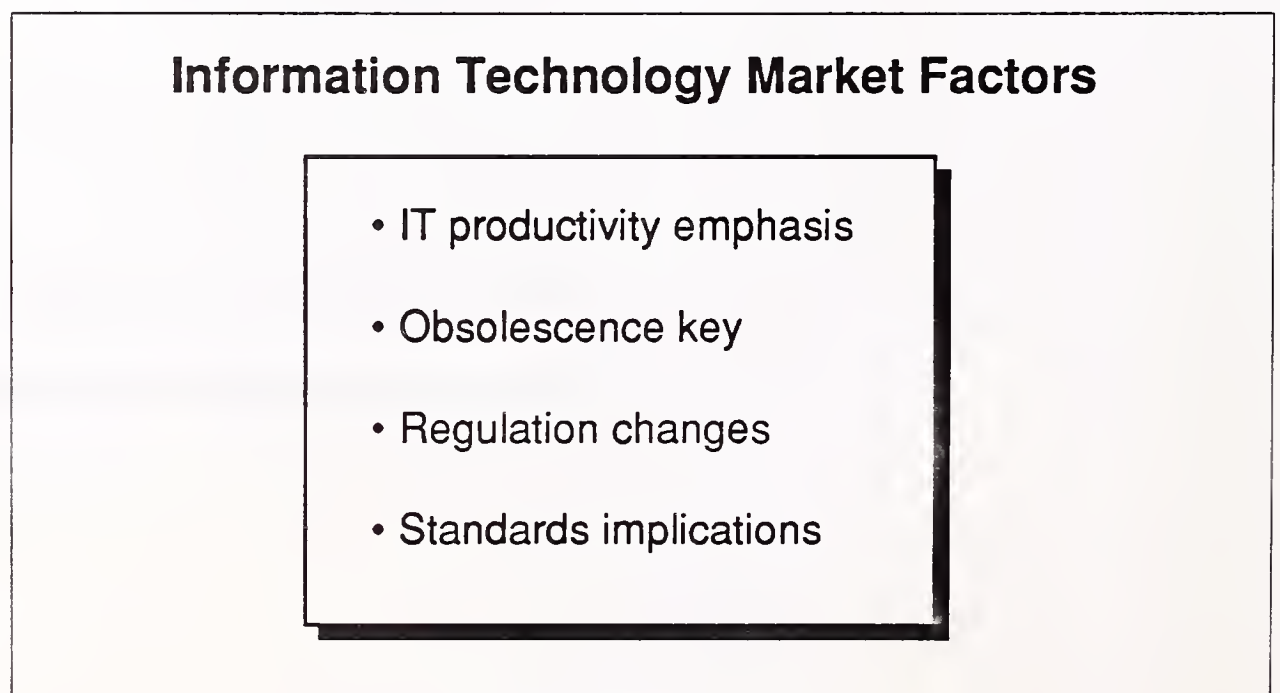 Information Technology Market Factors
• IT productivity emphasis
• Obsolescence key
• Regulation changes
• Standards implications